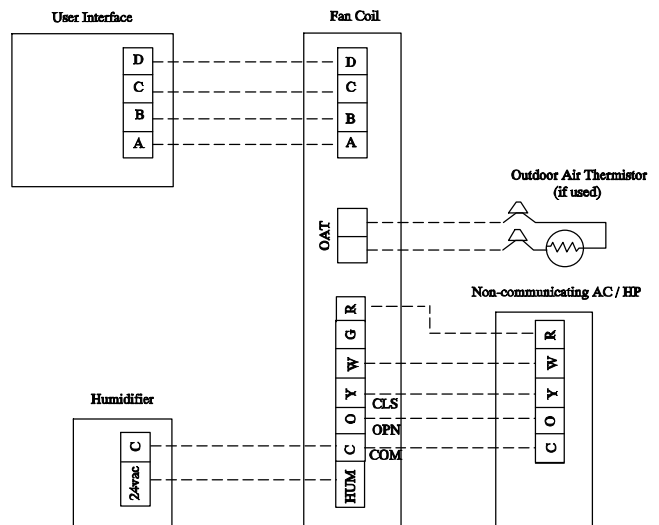 User Interface
Fan Coil
D
C
B
A
D
C
B
A
Outdoor Air Thermistor
(if used)
OAT
Non-communicating AC / HP
R
G
W
Y
O
C
HUM
CLS
OPN
COM
R
W
Y
O
C
Humidifier
C
24vac